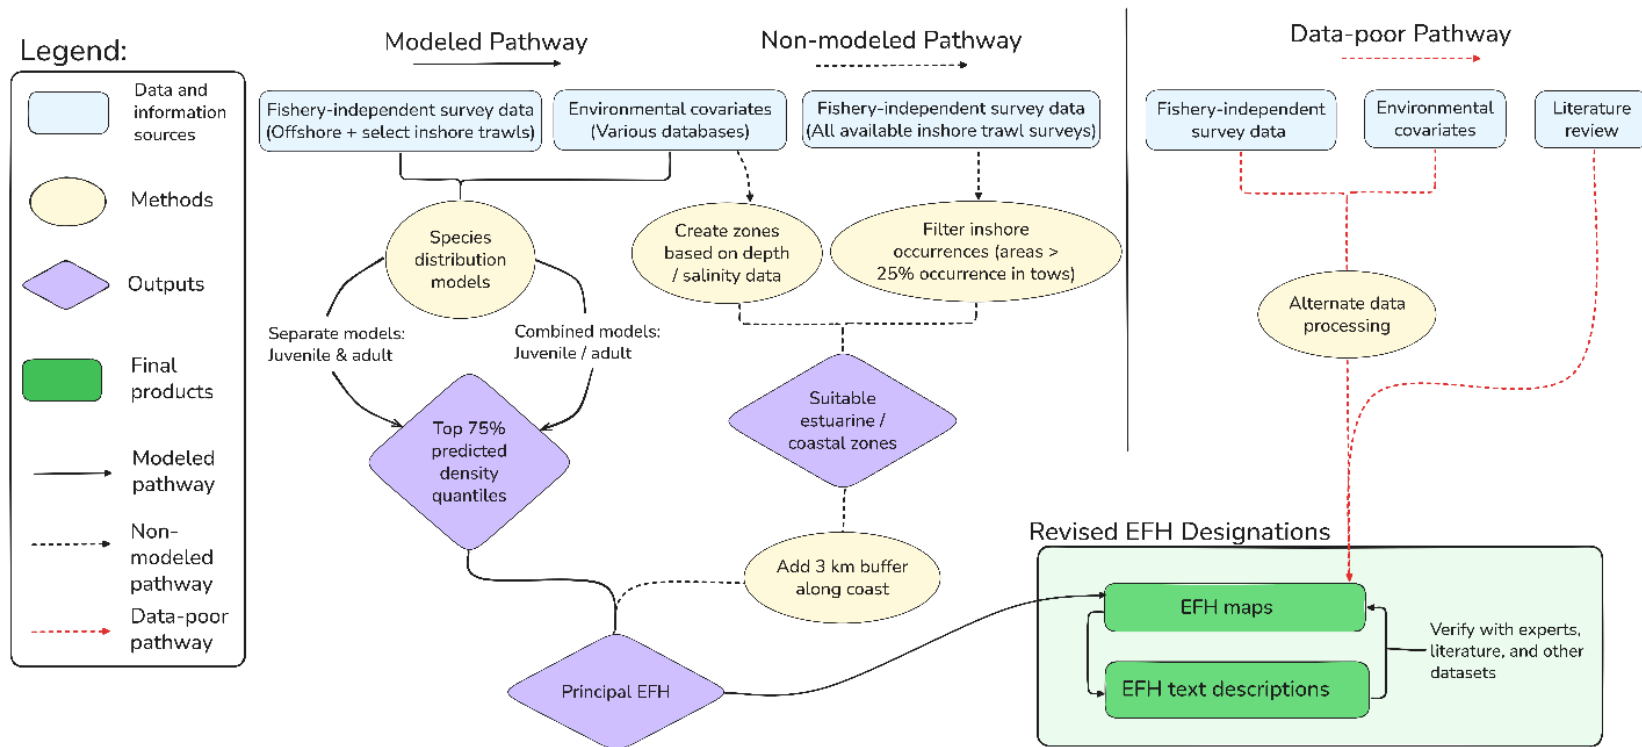 Legend:
Data and
information
sources
Methods
Outputs
Final
products
Modeled
pathway
Non-
modeled
pathway
Data-poor
pathway
Modeled Pathway
Fishery-independent survey data
(Offshore + select inshore trawls)
Environmental covariates
(Various databases)
Species
distribution
models
Separate models:
Juvenile & adult
Combined models:
Juvenile / adult
Top 75%
predicted
density
quantiles
Non-modeled Pathway
Fishery-independent survey data
(All available inshore trawl surveys)
Create zones
based on depth
/ salinity data
Filter inshore
occurrences (areas >
25% occurrence in tows)
Suitable
estuarine /
coastal zones
Add 3 km buffer
along coast
Principal EFH
Data-poor Pathway
Fishery-independent
survey data
Environmental
covariates
Literature
review
Alternate data
processing
Revised EFH Designations
EFH maps
EFH text descriptions
Verify with experts,
literature, and other
datasets